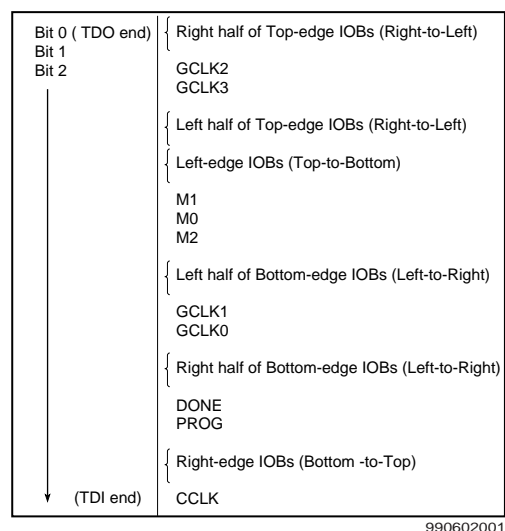 Bit 0 ( TDO end)
Bit 1
Bit 2
Right half of Top-edge IOBs (Right-to-Left)
GCLK2
GCLK3
Left half of Top-edge IOBs (Right-to-Left)
Left-edge IOBs (Top-to-Bottom)
M1
M0
M2
Left half of Bottom-edge IOBs (Left-to-Right)
GCLK1
GCLK0
Right half of Bottom-edge IOBs (Left-to-Right)
DONE
PROG
Right-edge IOBs (Bottom -to-Top)
(TDI end)
CCLK
990602001